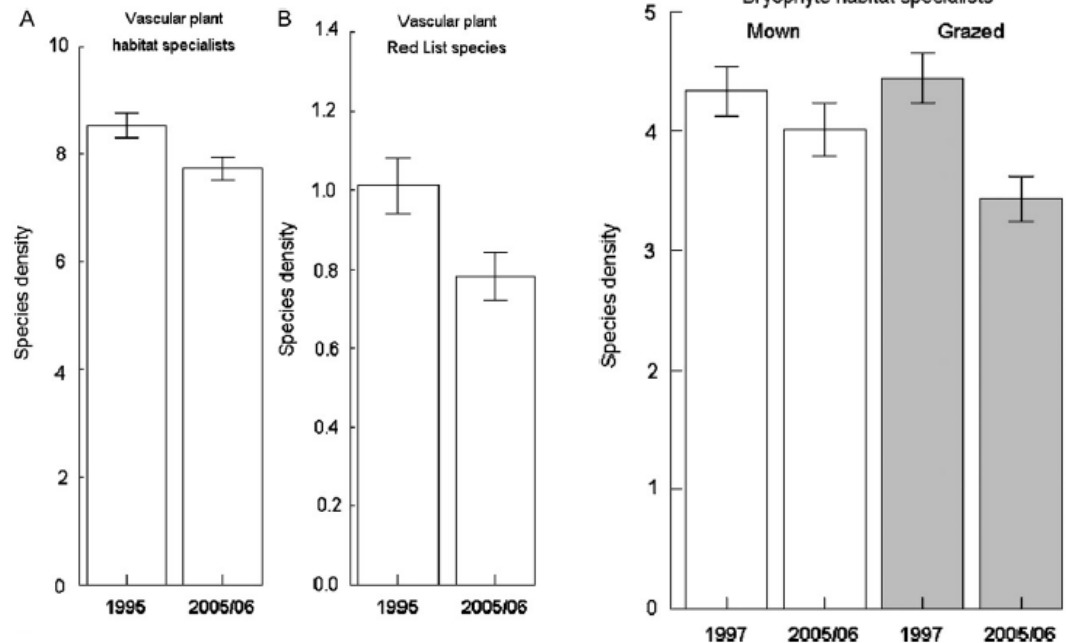 A
Vascular plant
habitat specialists
10
8
6
4
2
0
Species density
1995
2005/06
B
Vascular plant
Red List species
1.4
1.2
1.0
0.8
0.6
0.4
0.2
0.0
Species density
1995
2005/06
Bryophyte habitat specialists
Mown
Grazed
5
4
3
2
1
0
Species density
1997
2005/06
1997
2005/06